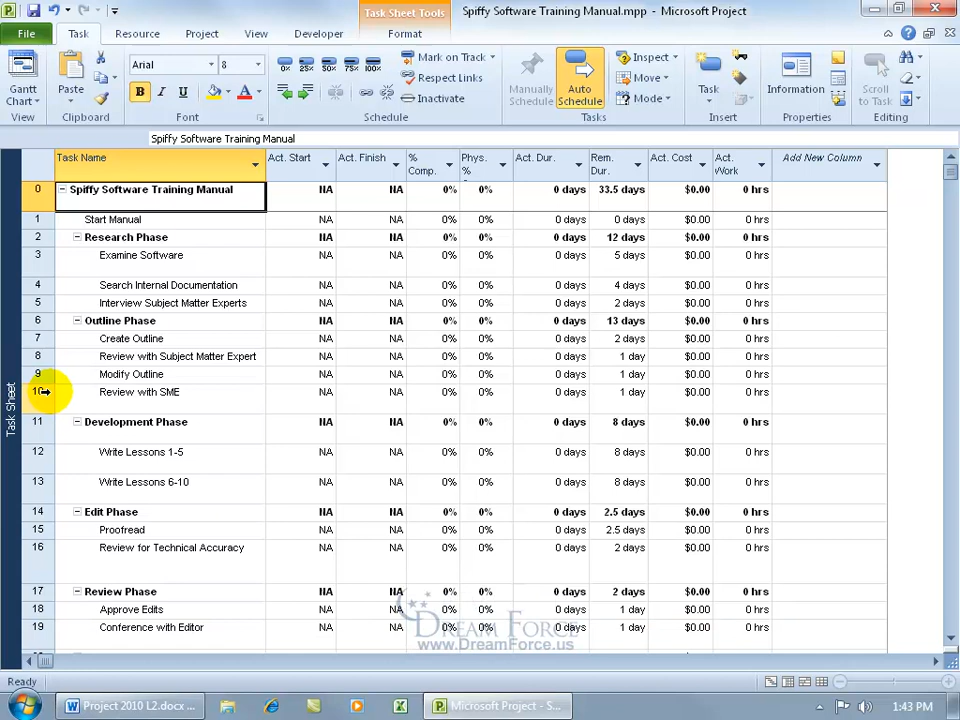 Task Sheet Tools
Spiffy Software Training Manual.mpp - Microsoft Project
File Task Resource Project View Developer Format
Gantt Chart
Paste
Clipboard
Arial 8
B I U A
Font
0% 25% 50% 75% 100%
Mark on Track
Respect Links
Inactivate
Schedule
Manually Schedule
Auto Schedule
Inspect
Move
Mode
Tasks
Task
Insert
Information
Properties
Scroll to Task
Editing
Spiffy Software Training Manual
Task Name Act. Start Act. Finish % Comp. Phys. % Act. Dur. Rem. Dur. Act. Cost Act. Work Add New Column
0 Spiffy Software Training Manual NA NA 0% 0% 0 days 33.5 days $0.00 0 hrs
1 Start Manual NA NA 0% 0% 0 days 0 days $0.00 0 hrs
2 Research Phase NA NA 0% 0% 0 days 12 days $0.00 0 hrs
3 Examine Software NA NA 0% 0% 0 days 5 days $0.00 0 hrs
4 Search Internal Documentation NA NA 0% 0% 0 days 4 days $0.00 0 hrs
5 Interview Subject Matter Experts NA NA 0% 0% 0 days 2 days $0.00 0 hrs
6 Outline Phase NA NA 0% 0% 0 days 13 days $0.00 0 hrs
7 Create Outline NA NA 0% 0% 0 days 2 days $0.00 0 hrs
8 Review with Subject Matter Expert NA NA 0% 0% 0 days 1 day $0.00 0 hrs
9 Modify Outline NA NA 0% 0% 0 days 1 day $0.00 0 hrs
10 Review with SME NA NA 0% 0% 0 days 1 day $0.00 0 hrs
11 Development Phase NA NA 0% 0% 0 days 8 days $0.00 0 hrs
12 Write Lessons 1-5 NA NA 0% 0% 0 days 8 days $0.00 0 hrs
13 Write Lessons 6-10 NA NA 0% 0% 0 days 8 days $0.00 0 hrs
14 Edit Phase NA NA 0% 0% 0 days 2.5 days $0.00 0 hrs
15 Proofread NA NA 0% 0% 0 days 2.5 days $0.00 0 hrs
16 Review for Technical Accuracy NA NA 0% 0% 0 days 2 days $0.00 0 hrs
17 Review Phase NA NA 0% 0% 0 days 2 days $0.00 0 hrs
18 Approve Edits NA NA 0% 0% 0 days 1 day $0.00 0 hrs
19 Conference with Editor NA NA 0% 0% 0 days 1 day $0.00 0 hrs
Task Sheet
DREAM FORCE
www.DreamForce.us
Ready
Project 2010 L2.docx ...
Microsoft Project - S...
1:43 PM